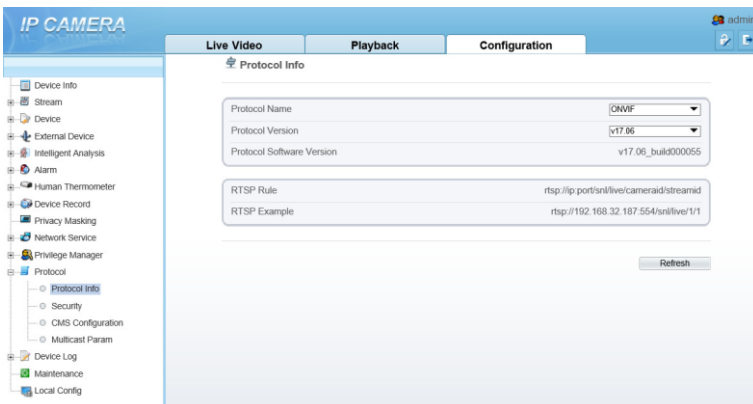 IP CAMERA
admin
Live Video
Playback
Configuration
Protocol Info
Device Info
Stream
Device
External Device
Intelligent Analysis
Alarm
Human Thermometer
Device Record
Privacy Masking
Network Service
Privilege Manager
Protocol
Protocol Info
Security
CMS Configuration
Multicast Param
Device Log
Maintenance
Local Config
Protocol Name ONVIF
Protocol Version v17.06
Protocol Software Version v17.06_build000055
RTSP Rule rtsp://ip:port/snl/live/cameraid/streamid
RTSP Example rtsp://192.168.32.187:554/snl/live/1/1
Refresh